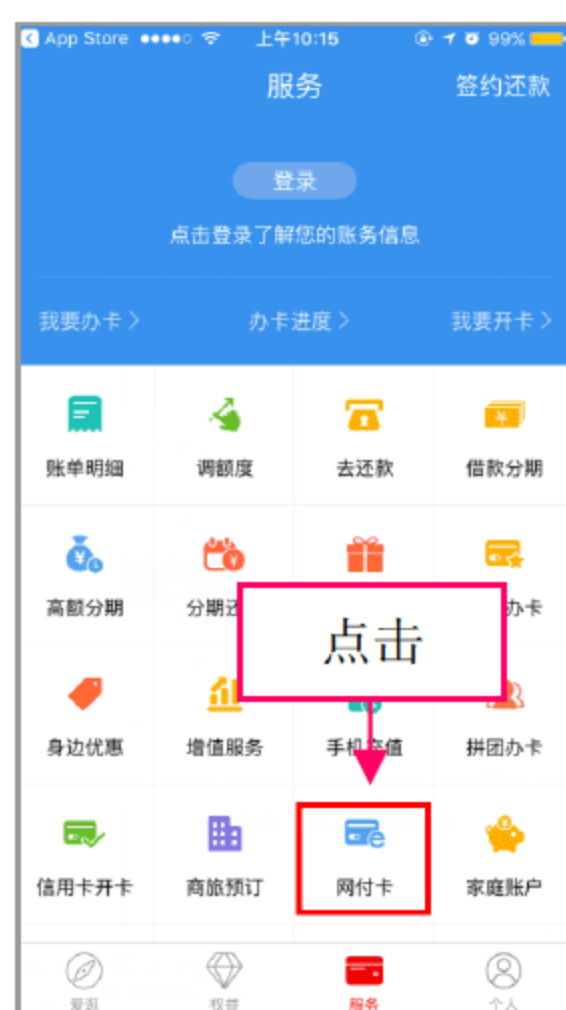 App Store 上午10:15 99%
服务 签约还款
登录
点击登录了解您的账务信息
我要办卡 > 办卡进度 > 我要开卡 >
账单明细 调额度 去还款 借款分期
高额分期 分期还 办卡
点击
身边优惠 增值服务 手机充值 拼团办卡
信用卡开卡 商旅预订 网付卡 家庭账户
爱逛 权益 服务 个人